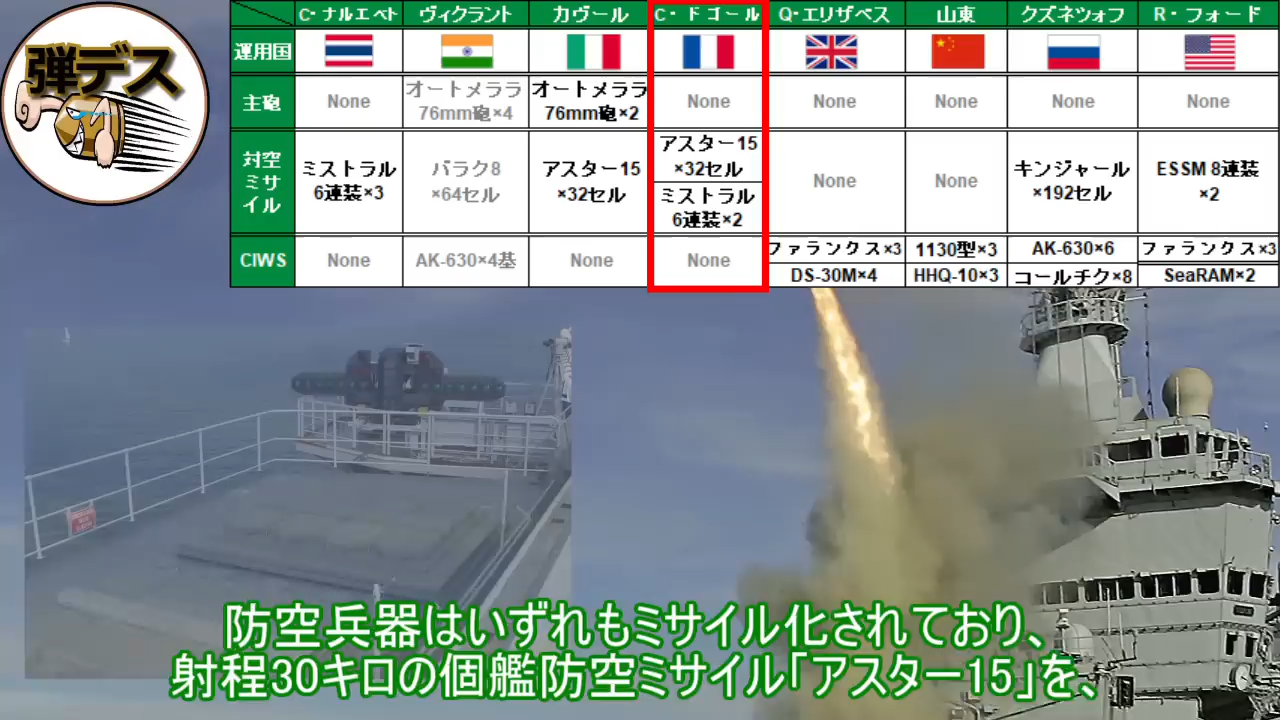 弾デス
C・ナルエベト ヴィクラント カヴール C・ドゴール Q・エリザベス 山東 クズネツォフ R・フォード
運用国
主砲 None オートメララ 76mm砲×4 オートメララ 76mm砲×2 None None None None None
対空ミサイル ミストラル 6連装×3 バラク8 ×64セル アスター15 ×32セル アスター15 ×32セル None None キンジャール ×192セル ESSM 8連装 ×2
ミストラル 6連装×2
CIWS None AK-630×4基 None None ファランクス×3 1130型×3 AK-630×6 ファランクス×3
DS-30M×4 HHQ-10×3 コールチク×8 SeaRAM×2
防空兵器はいずれもミサイル化されており、
射程30キロの個艦防空ミサイル「アスター15」を、